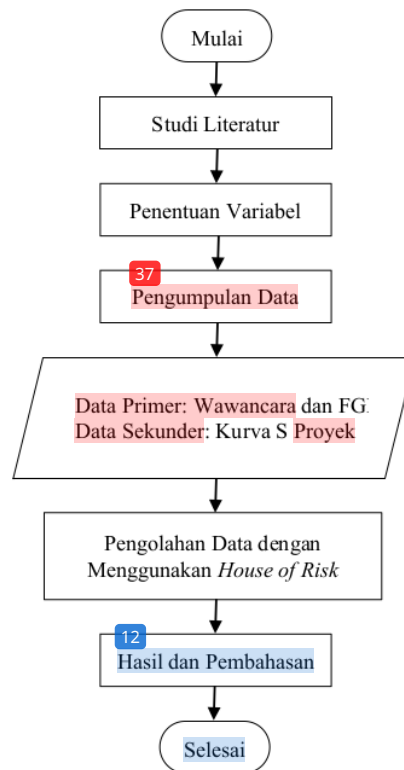 Mulai
Studi Literatur
Penentuan Variabel
37
Pengumpulan Data
Data Primer: Wawancara dan FG
Data Sekunder: Kurva S Proyek
Pengolahan Data dengan
Menggunakan House of Risk
12
Hasil dan Pembahasan
Selesai